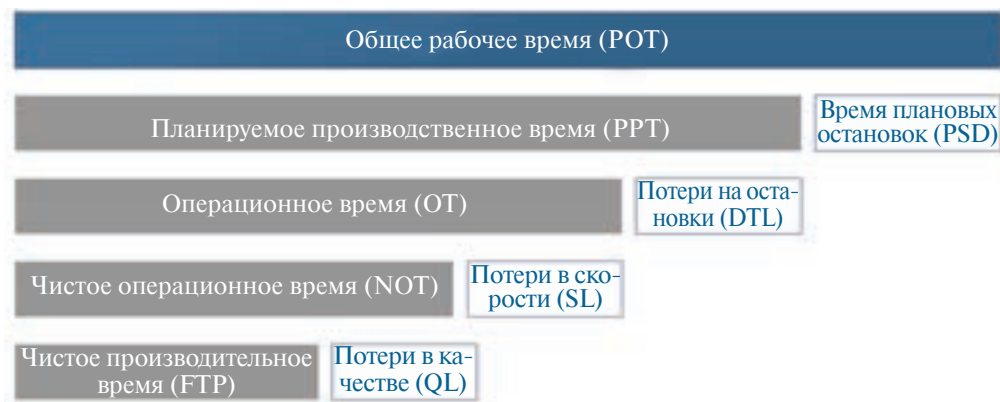 Общее рабочее время (POT)
Планируемое производственное время (PPT)
Время плановых
остановок (PSD)
Операционное время (OT)
Потери на оста-
новки (DTL)
Чистое операционное время (NOT)
Потери в ско-
рости (SL)
Чистое производительное
время (FTP)
Потери в ка-
честве (QL)